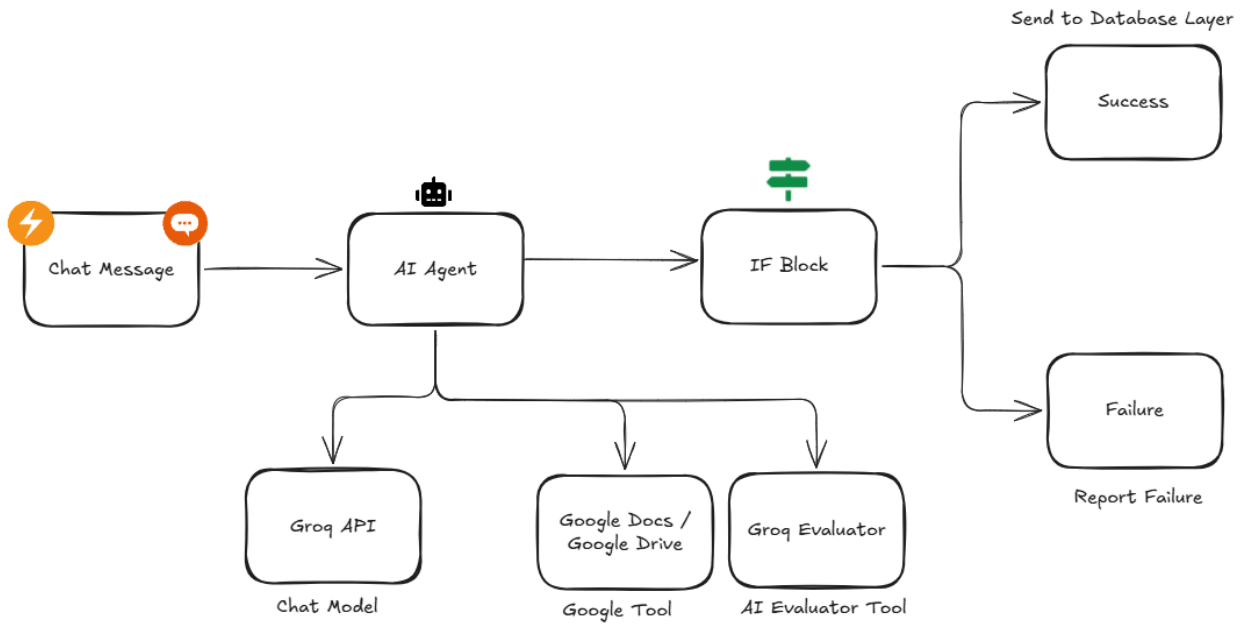 Send to Database Layer
Success
Chat Message
AI Agent
IF Block
Failure
Report Failure
Groq API
Chat Model
Google Docs /
Google Drive
Google Tool
Groq Evaluator
AI Evaluator Tool